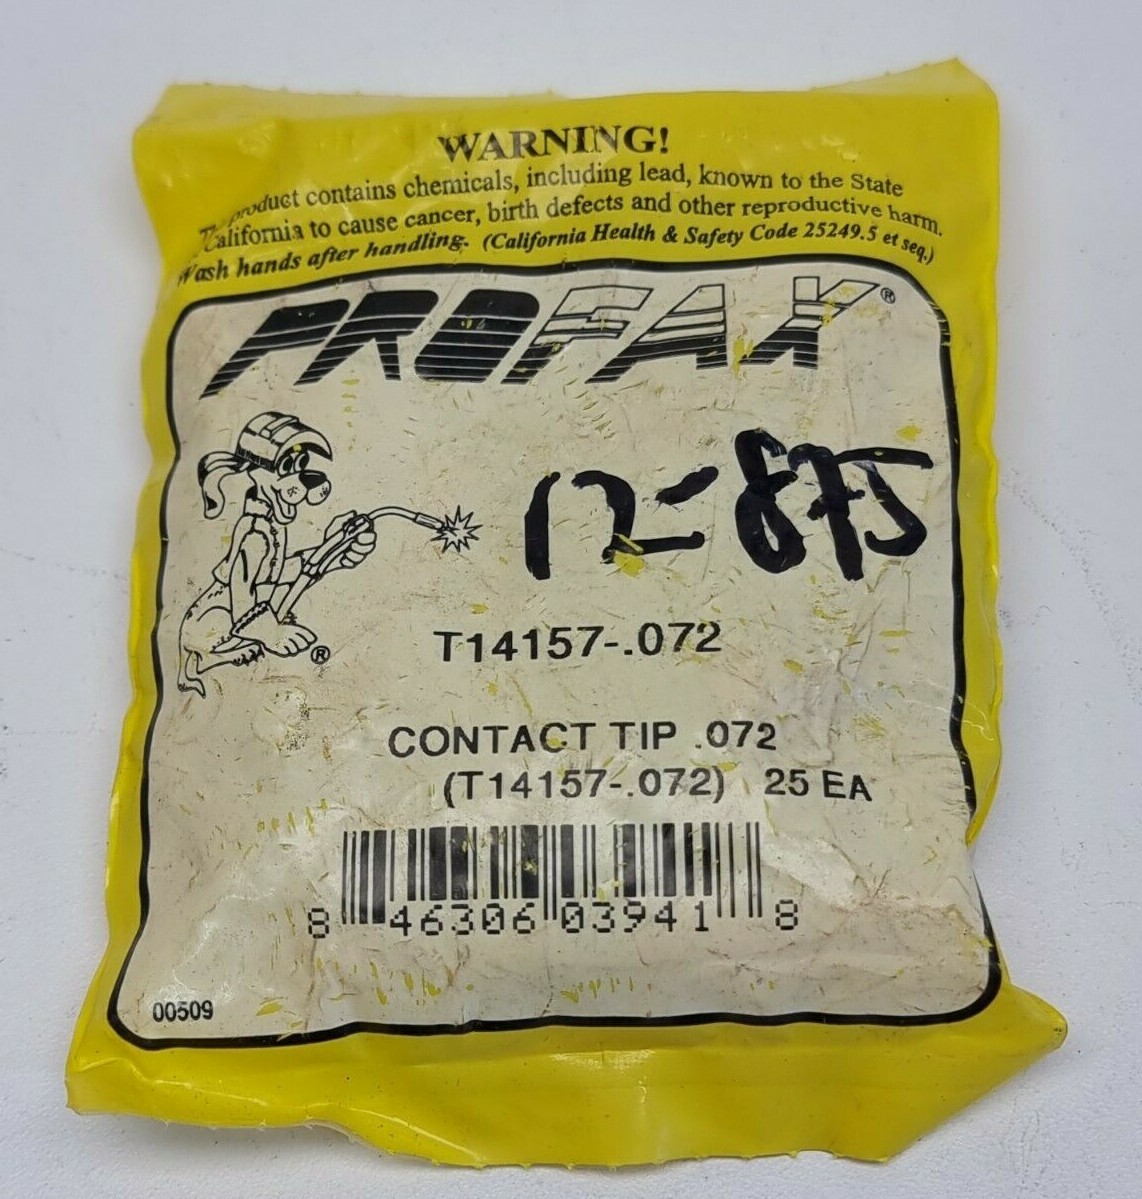 WARNING!
product contains chemicals, including lead, known to the State
California to cause cancer, birth defects and other reproductive harm.
Wash hands after handling. (California Health & Safety Code 25249.5 et seq.)
PROFAX®
12-875
®
T14157-.072
CONTACT TIP .072
(T14157-.072) 25 EA
8 46306 03941 8
00509